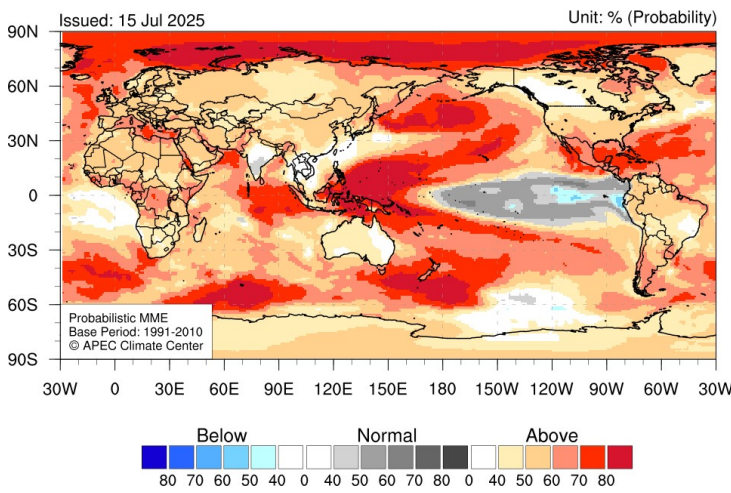 Issued: 15 Jul 2025
Unit: % (Probability)
90N
60N
30N
0
30S
60S
90S
Probabilistic MME
Base Period: 1991-2010
© APEC Climate Center
30W 0 30E 60E 90E 120E 150E 180 150W 120W 90W 60W 30W
Below Normal Above
80 70 60 50 40 0 40 50 60 70 80 0 40 50 60 70 80